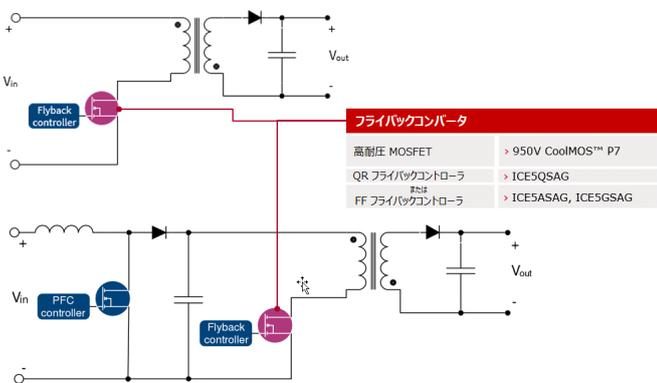 +
Vin
-
Flyback
controller
+
Vout
-
フライバックコンバータ
高耐圧 MOSFET
› 950V CoolMOS™ P7
QR フライバックコントローラ
› ICE5QSAG
または
FF フライバックコントローラ
› ICE5ASAG, ICE5GSAG
+
Vin
-
PFC
controller
Flyback
controller
+
Vout
-